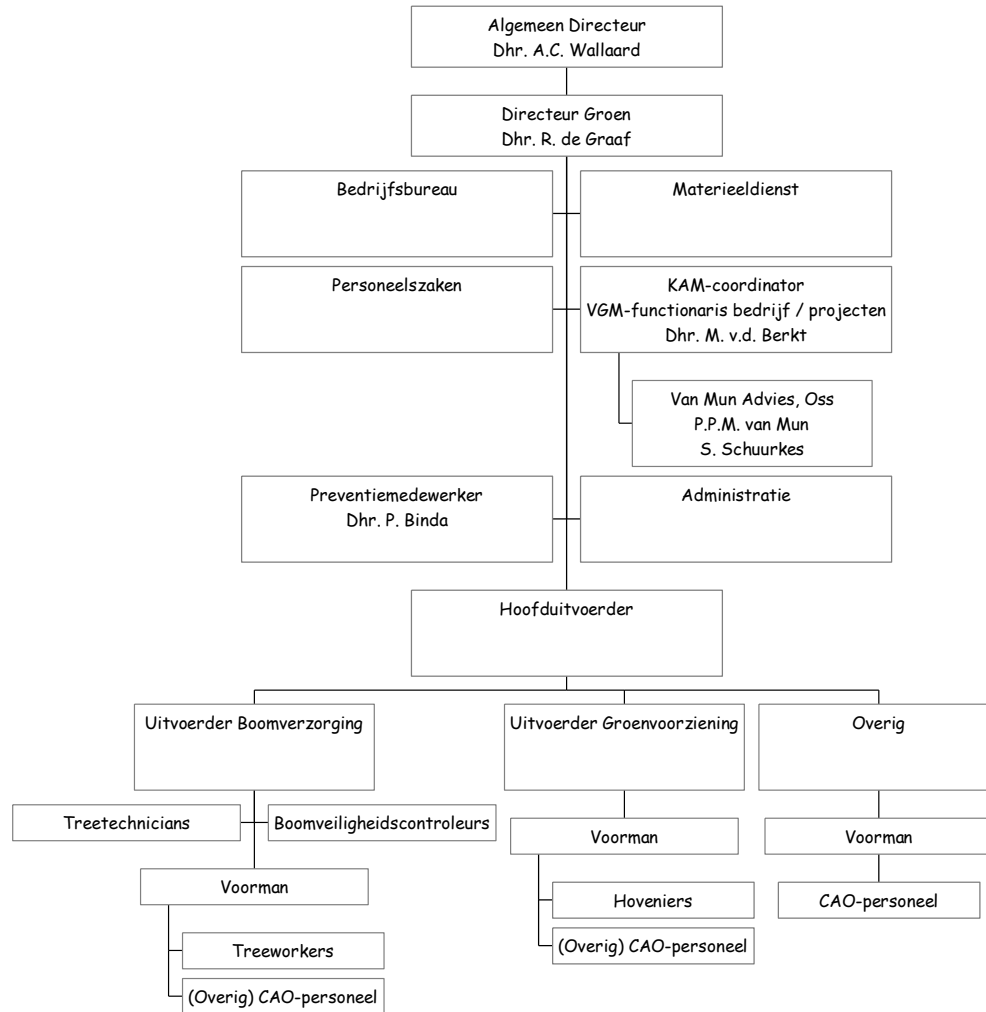 Algemeen Directeur
Dhr. A.C. Wallaard
Directeur Groen
Dhr. R. de Graaf
Bedrijfsbureau
Materieeldienst
Personeelszaken
KAM-coordinator
VGM-functionaris bedrijf / projecten
Dhr. M. v.d. Berkt
Van Mun Advies, Oss
P.P.M. van Mun
S. Schuurkes
Preventiemedewerker
Dhr. P. Binda
Administratie
Hoofduitvoerder
Uitvoerder Boomverzorging
Uitvoerder Groenvoorziening
Overig
Treetechnicians
Boomveiligheidscontroleurs
Voorman
Voorman
Voorman
Hoveniers
CAO-personeel
Treeworkers
(Overig) CAO-personeel
(Overig) CAO-personeel